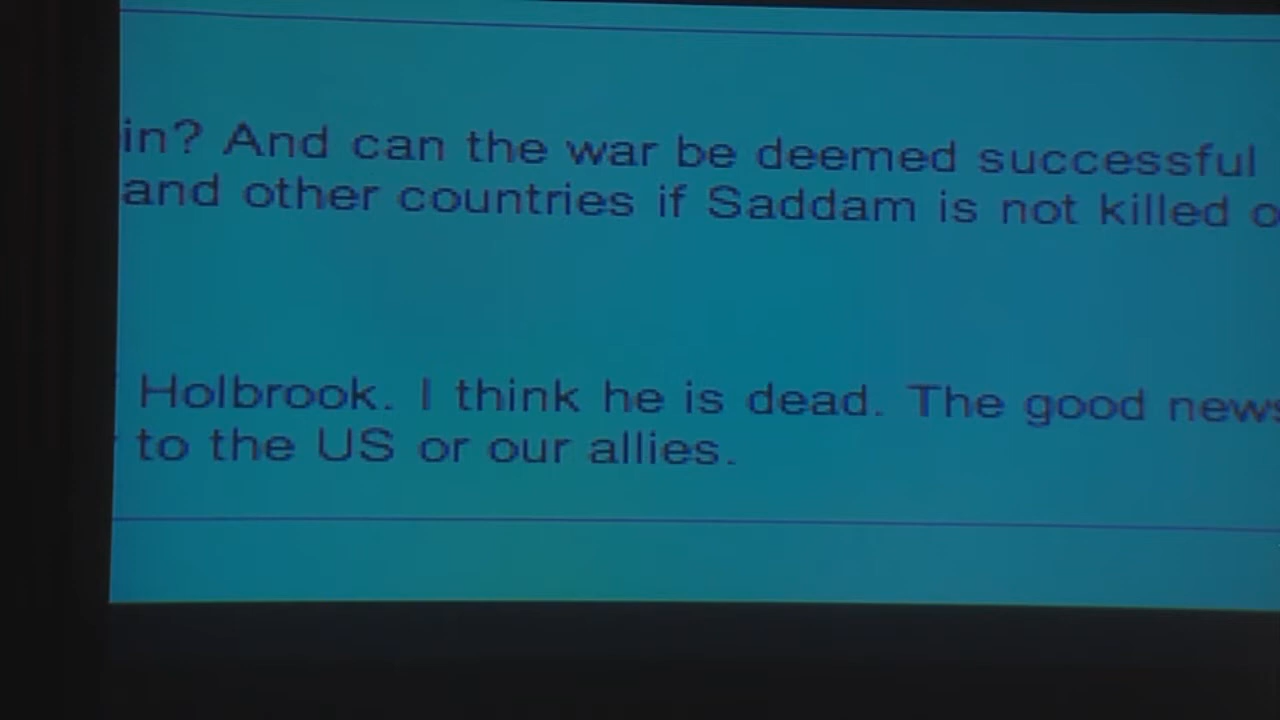 in? And can the war be deemed successful
and other countries if Saddam is not killed
Holbrook. I think he is dead. The good news
to the US or our allies.